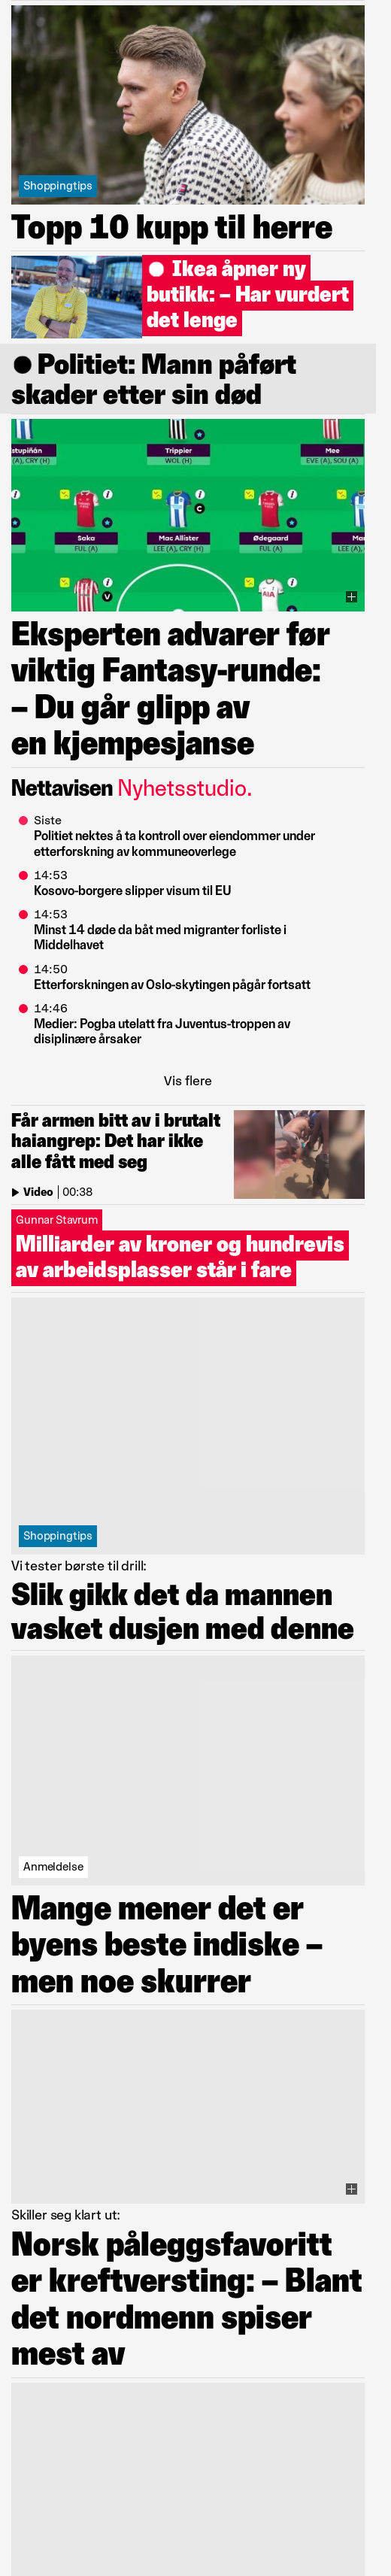 Shoppingtips
Topp 10 kupp til herre
Ikea åpner ny
butikk: – Har vurdert
det lenge
Politiet: Mann påført
skader etter sin død
stupiñán
Trippier
Mee
A), CRY (H)
WOL (H)
EVE (A), SOU (A)
Saka
Mac Allister
Ødegaard
FUL (A)
LEE (A), CRY (H)
FUL (A)
LEE (A),
C
V
Eksperten advarer før
viktig Fantasy-runde:
– Du går glipp av
en kjempesjanse
Nettavisen Nyhetsstudio.
Siste
Politiet nektes å ta kontroll over eiendommer under
etterforskning av kommuneoverlege
14:53
Kosovo-borgere slipper visum til EU
14:53
Minst 14 døde da båt med migranter forliste i
Middelhavet
14:50
Etterforskningen av Oslo-skytingen pågår fortsatt
14:46
Medier: Pogba utelatt fra Juventus-troppen av
disiplinære årsaker
Vis flere
Får armen bitt av i brutalt
haiangrep: Det har ikke
alle fått med seg
Video | 00:38
Gunnar Stavrum
Milliarder av kroner og hundrevis
av arbeidsplasser står i fare
Shoppingtips
Vi tester børste til drill:
Slik gikk det da mannen
vasket dusjen med denne
Anmeldelse
Mange mener det er
byens beste indiske –
men noe skurrer
Skiller seg klart ut:
Norsk påleggsfavoritt
er kreftversting: – Blant
det nordmenn spiser
mest av